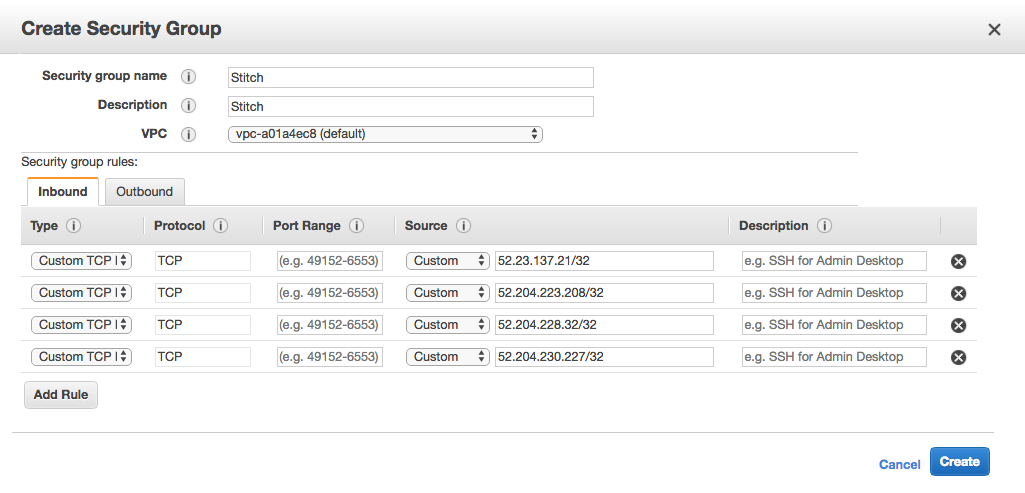 Create Security Group
Security group name i Stitch
Description i Stitch
VPC i vpc-a01a4ec8 (default)
Security group rules:
Inbound Outbound
Type i Protocol i Port Range i Source i Description i
Custom TCP I TCP (e.g. 49152-6553) Custom 52.23.137.21/32 e.g. SSH for Admin Desktop
Custom TCP I TCP (e.g. 49152-6553) Custom 52.204.223.208/32 e.g. SSH for Admin Desktop
Custom TCP I TCP (e.g. 49152-6553) Custom 52.204.228.32/32 e.g. SSH for Admin Desktop
Custom TCP I TCP (e.g. 49152-6553) Custom 52.204.230.227/32 e.g. SSH for Admin Desktop
Add Rule
Cancel Create